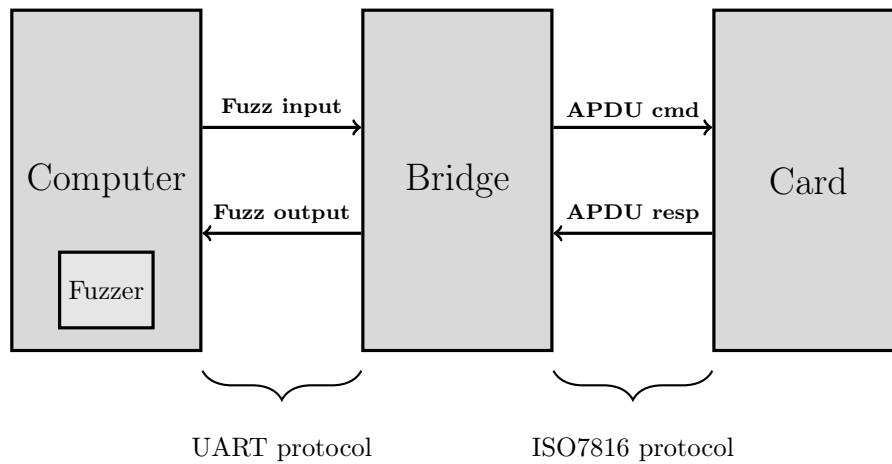 Fuzz input
APDU cmd
Computer
Bridge
Card
Fuzz output
APDU resp
Fuzzer
UART protocol
ISO7816 protocol